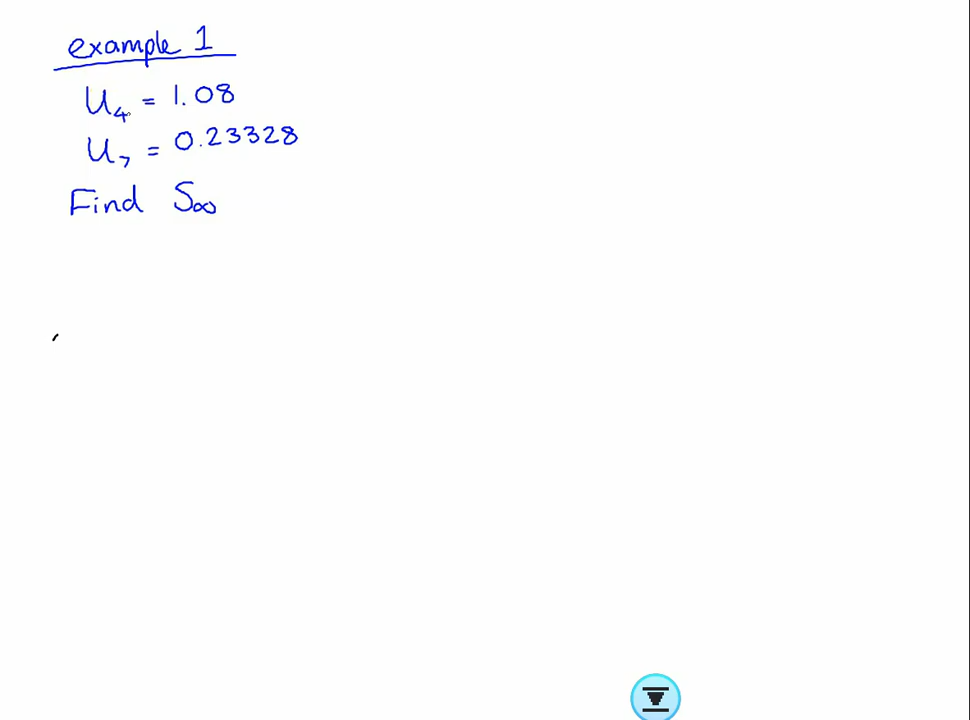 example 1
U₄ = 1.08
U₇ = 0.23328
Find S∞